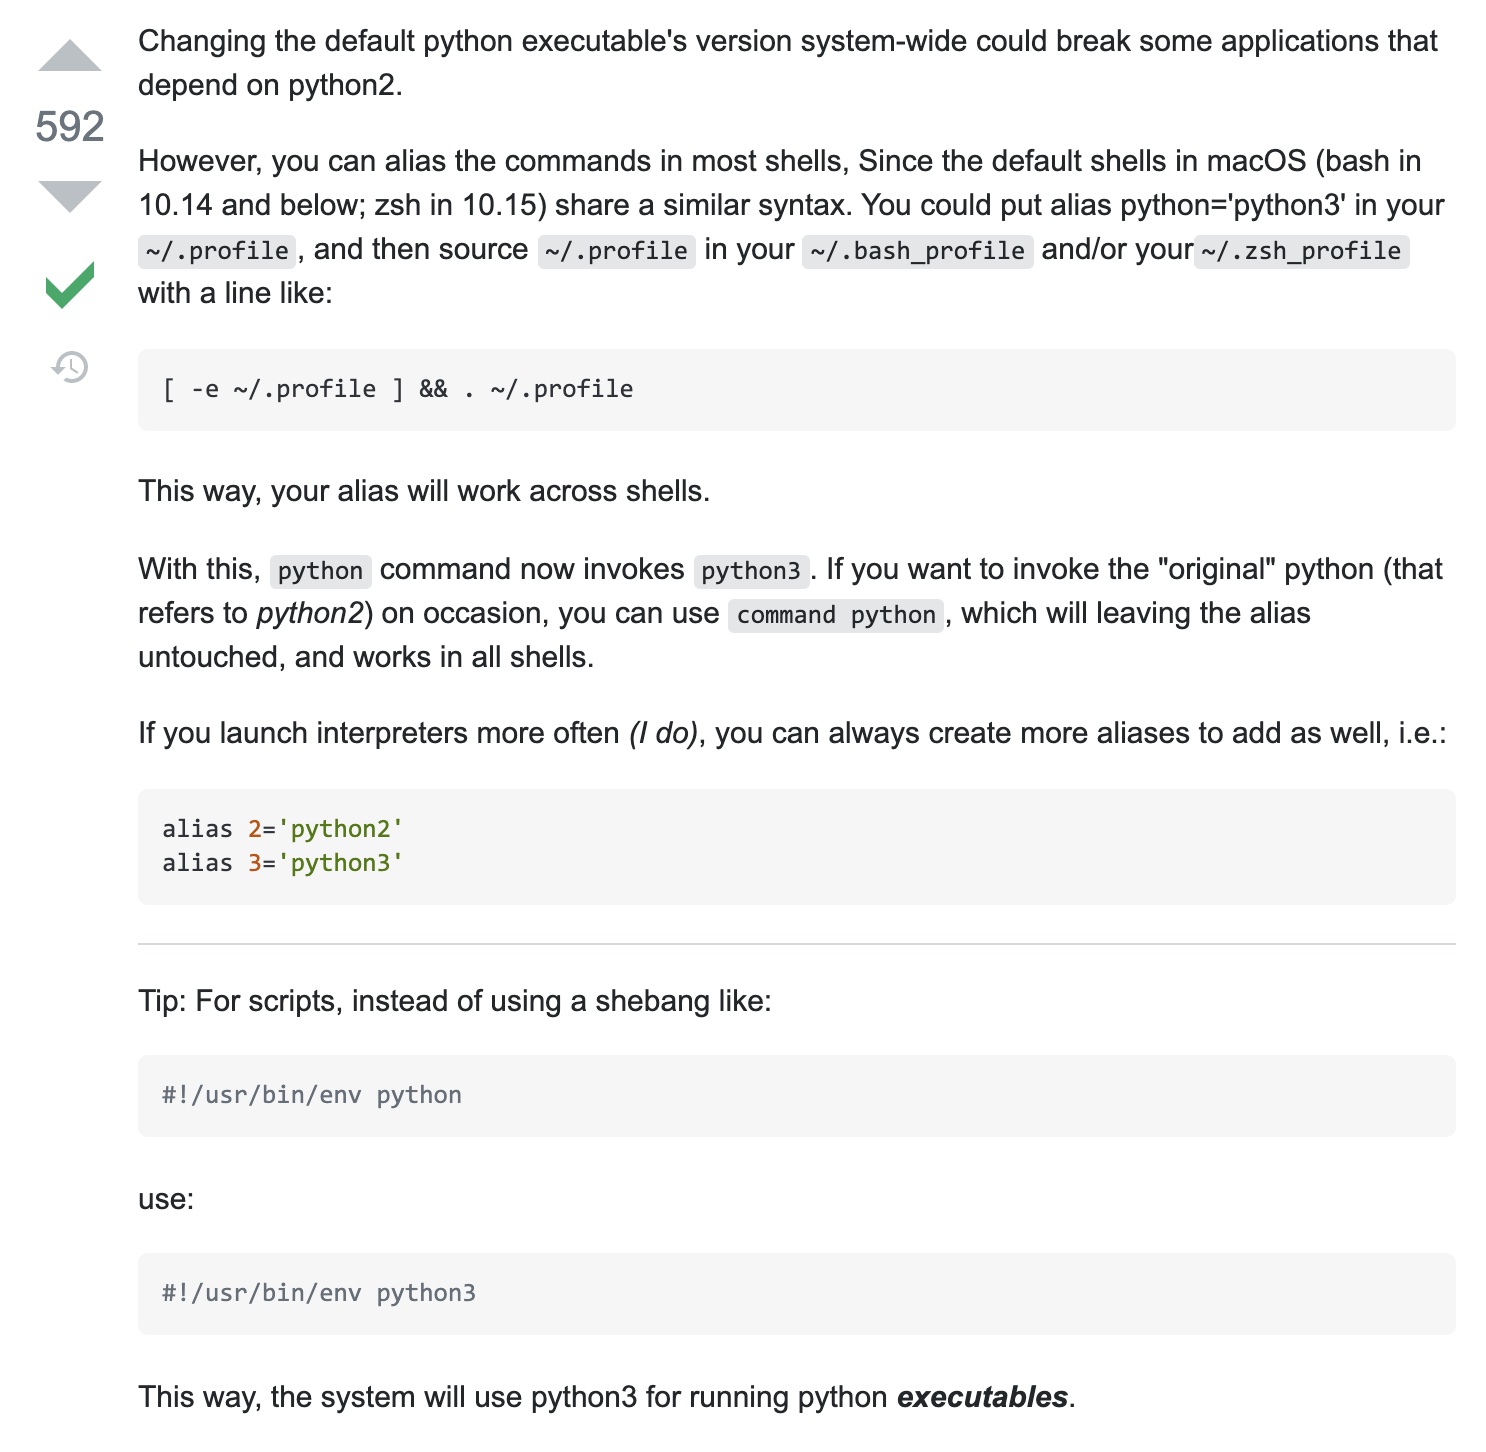 Changing the default python executable's version system-wide could break some applications that
depend on python2.
592
However, you can alias the commands in most shells, Since the default shells in macOS (bash in
10.14 and below; zsh in 10.15) share a similar syntax. You could put alias python='python3' in your
~/.profile, and then source ~/.profile in your ~/.bash_profile and/or your ~/.zsh_profile
with a line like:
[ -e ~/.profile ] && . ~/.profile
This way, your alias will work across shells.
With this, python command now invokes python3. If you want to invoke the "original" python (that
refers to python2) on occasion, you can use command python, which will leaving the alias
untouched, and works in all shells.
If you launch interpreters more often (I do), you can always create more aliases to add as well, i.e.:
alias 2='python2'
alias 3='python3'
Tip: For scripts, instead of using a shebang like:
#!/usr/bin/env python
use:
#!/usr/bin/env python3
This way, the system will use python3 for running python executables.